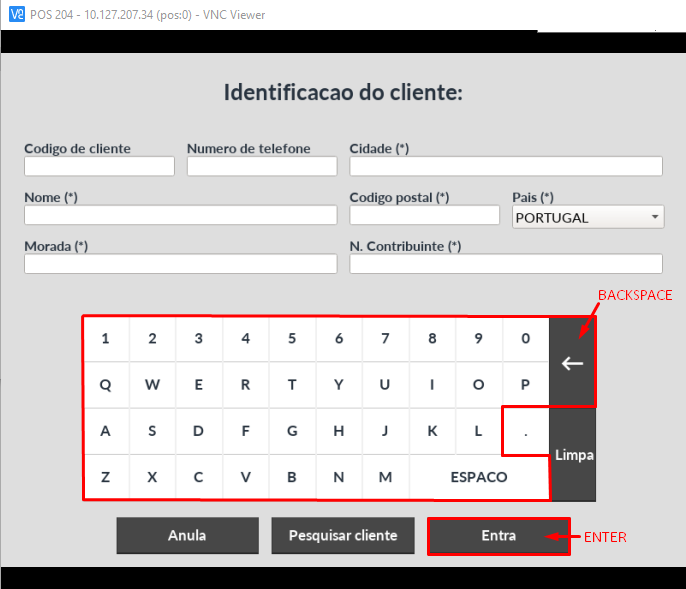 POS 204 - 10.127.207.34 (pos:0) - VNC Viewer
Identificacao do cliente:
Codigo de cliente Numero de telefone Cidade (*)
Nome (*) Codigo postal (*) Pais (*)
PORTUGAL
Morada (*) N. Contribuinte (*)
BACKSPACE
1 2 3 4 5 6 7 8 9 0
Q W E R T Y U I O P
A S D F G H J K L .
Limpa
Z X C V B N M ESPACO
Anula Pesquisar cliente Entra ENTER